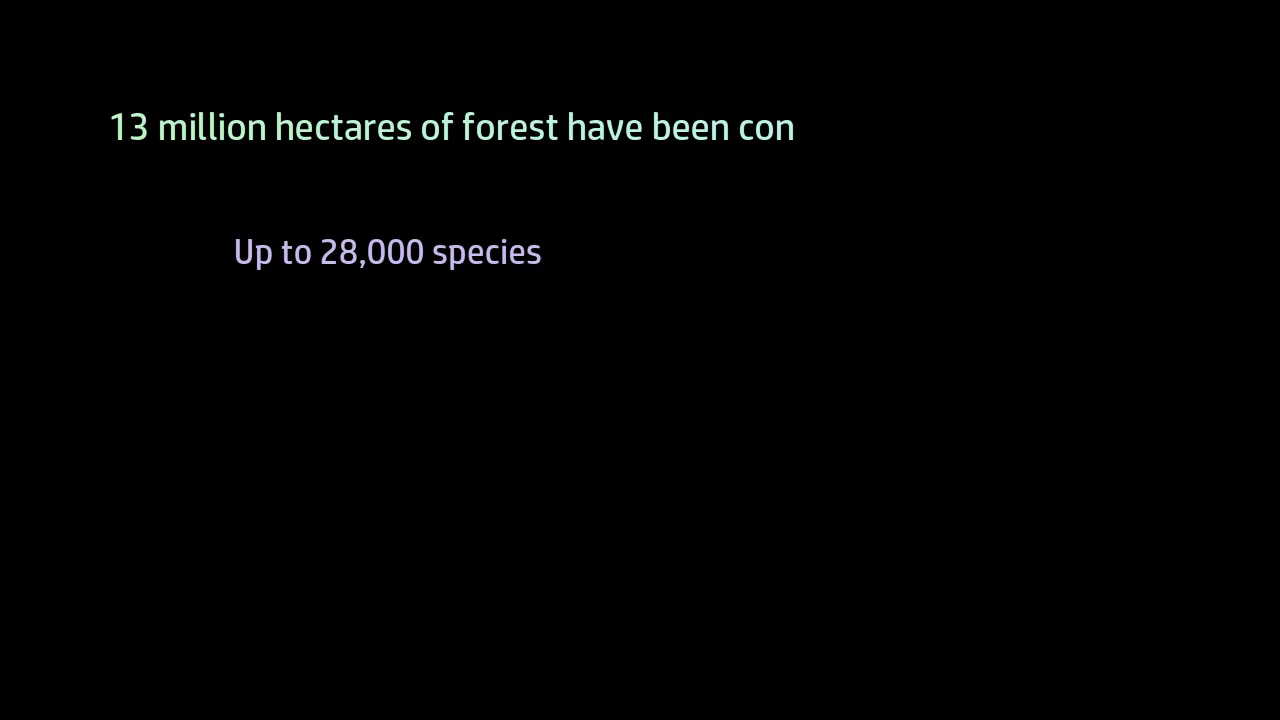 13 million hectares of forest have been con
Up to 28,000 species